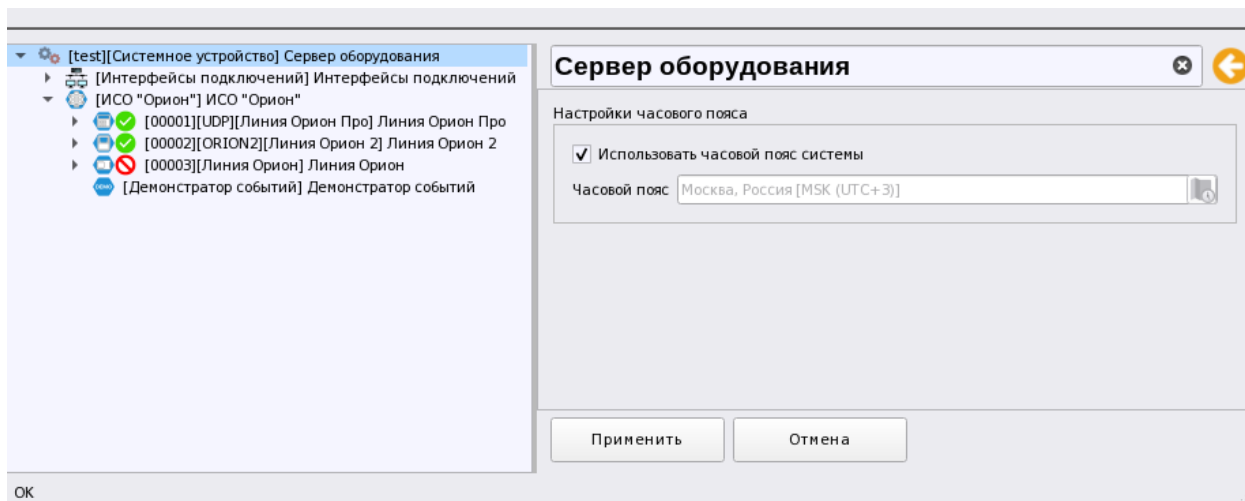 [test][Системное устройство] Сервер оборудования
[Интерфейсы подключений] Интерфейсы подключений
[ИСО "Орион"] ИСО "Орион"
[00001][UDP][Линия Орион Про] Линия Орион Про
[00002][ORION2][Линия Орион 2] Линия Орион 2
[00003][Линия Орион] Линия Орион
DEMO [Демонстратор событий] Демонстратор событий
Сервер оборудования
Настройки часового пояса
Использовать часовой пояс системы
Часовой пояс Москва, Россия [MSK (UTC+3)]
Применить Отмена
OK